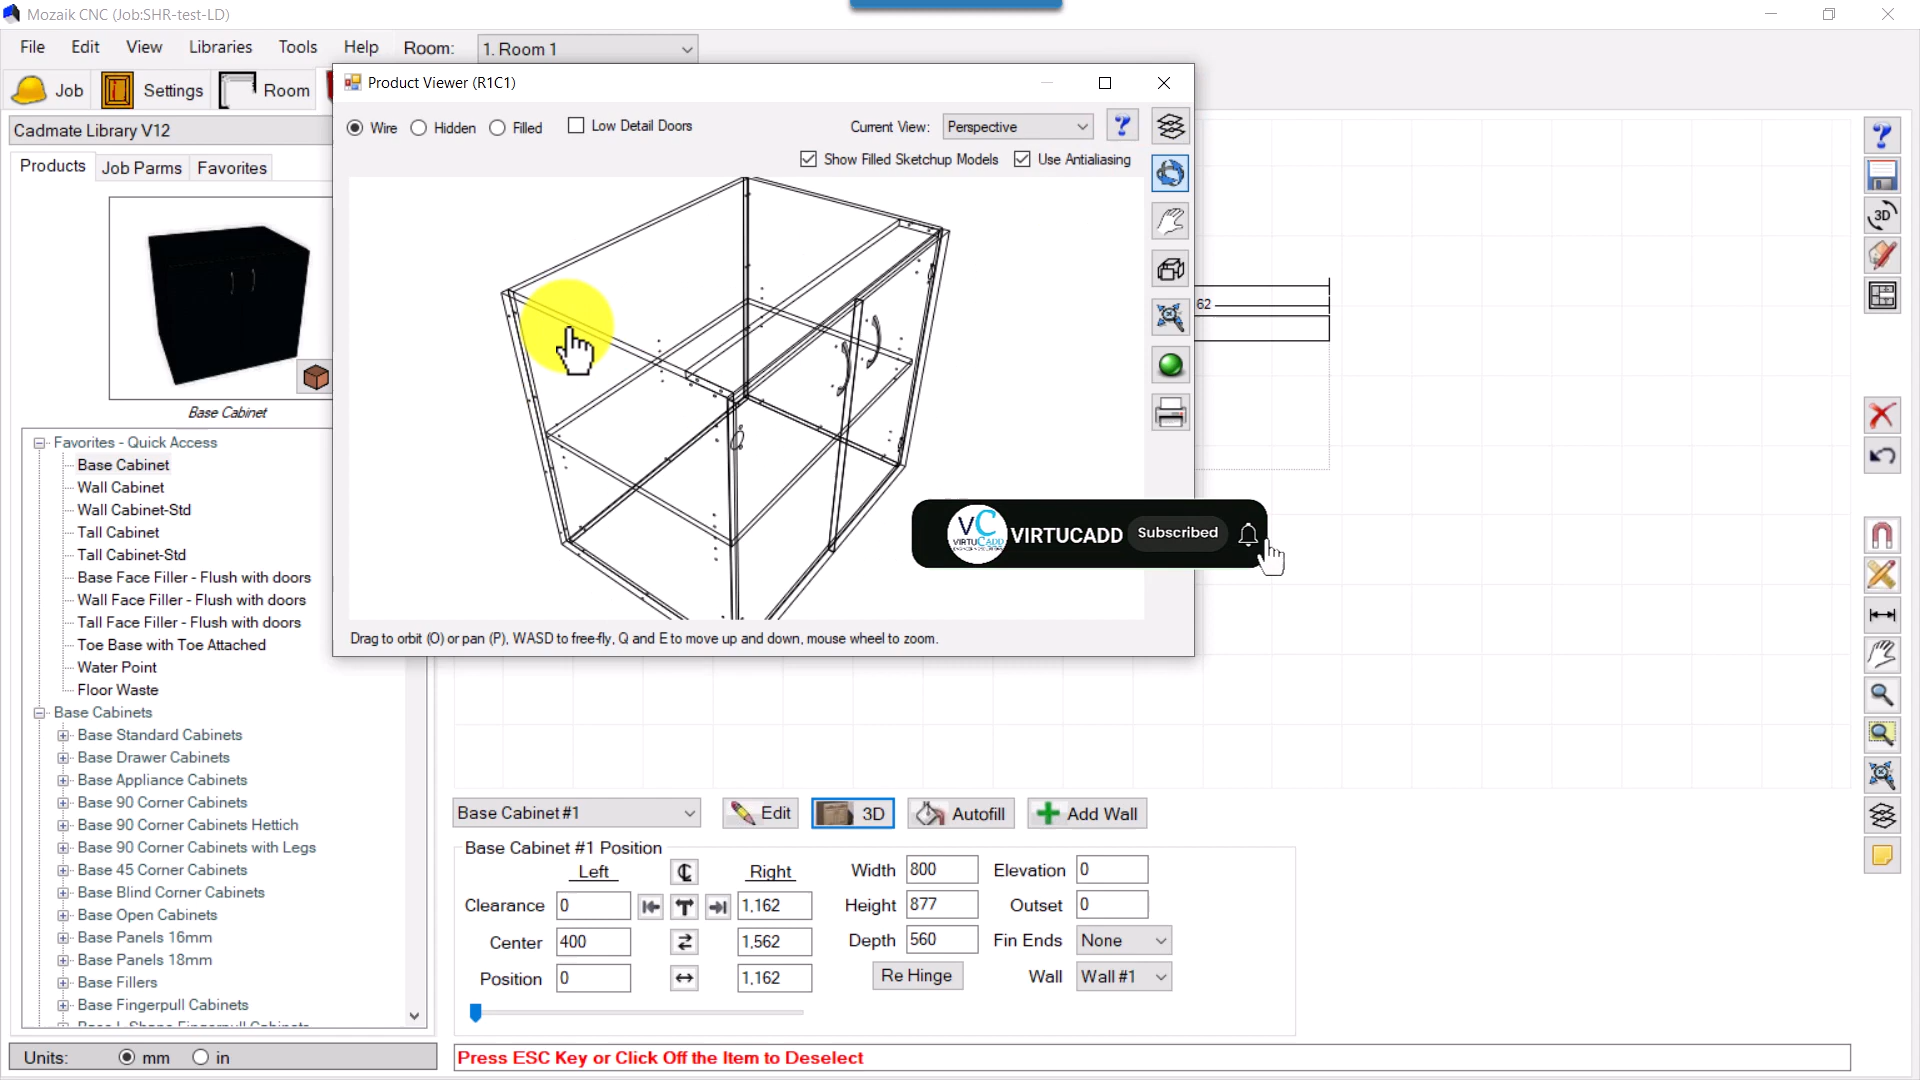 Mozaik CNC (Job:SHR-test-LD)
File Edit View Libraries Tools Help Room: 1. Room 1
Job Settings Room
Cadmate Library V12
Products Job Parms Favorites
Base Cabinet
Favorites - Quick Access
Base Cabinet
Wall Cabinet
Wall Cabinet-Std
Tall Cabinet
Tall Cabinet-Std
Base Face Filler - Flush with doors
Wall Face Filler - Flush with doors
Tall Face Filler - Flush with doors
Toe Base with Toe Attached
Water Point
Floor Waste
Base Cabinets
Base Standard Cabinets
Base Drawer Cabinets
Base Appliance Cabinets
Base 90 Corner Cabinets
Base 90 Corner Cabinets Hettich
Base 90 Corner Cabinets with Legs
Base 45 Corner Cabinets
Base Blind Corner Cabinets
Base Open Cabinets
Base Panels 16mm
Base Panels 18mm
Base Fillers
Base Fingerpull Cabinets
Base L-Shape Fingerpull Cabinets
Units: mm in
Product Viewer (R1C1)
Wire Hidden Filled Low Detail Doors Current View: Perspective ?
Show Filled Sketchup Models Use Antialiasing
Drag to orbit (O) or pan (P), WASD to free-fly, Q and E to move up and down, mouse wheel to zoom.
62
VC
VIRTUCADD
VIRTUCADD Subscribed
?
3D
Base Cabinet #1 Edit 3D Autofill Add Wall
Base Cabinet #1 Position
Left Right Width 800 Elevation 0
Clearance 0 1,162 Height 877 Outset 0
Center 400 1,562 Depth 560 Fin Ends None
Position 0 1,162 Re Hinge Wall Wall #1
Press ESC Key or Click Off the Item to Deselect